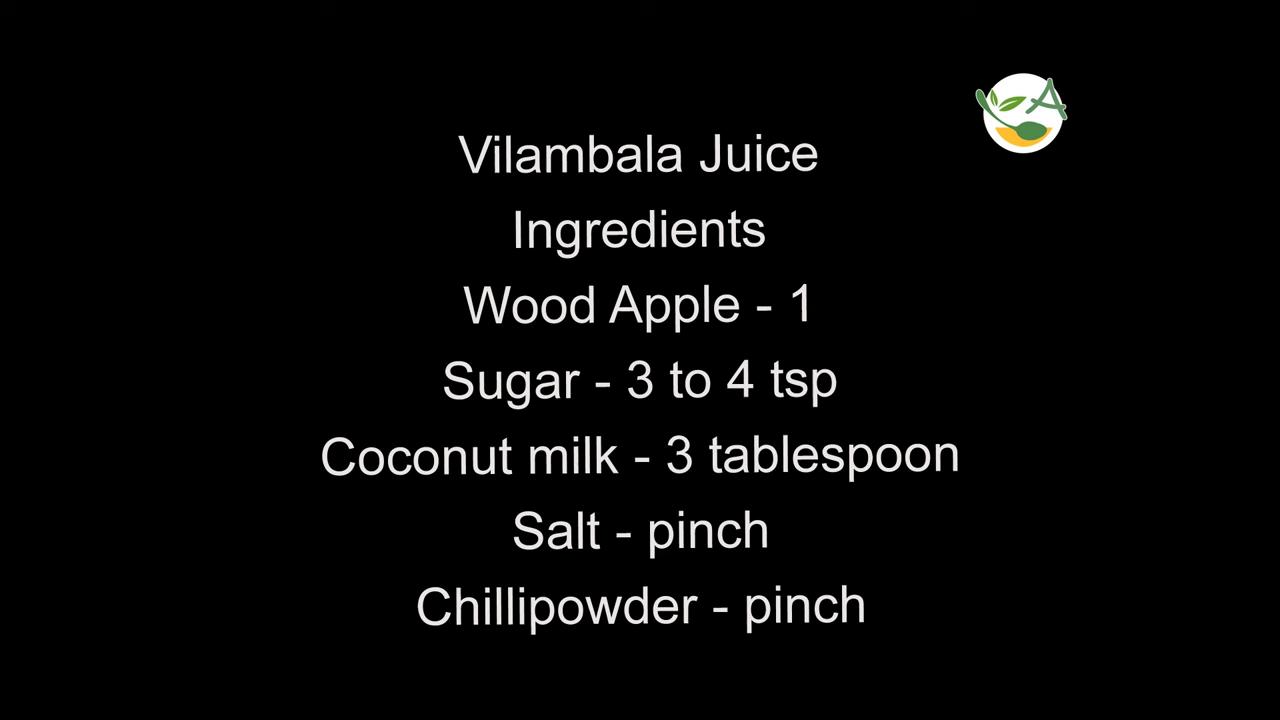 Vilambala Juice
Ingredients
Wood Apple - 1
Sugar - 3 to 4 tsp
Coconut milk - 3 tablespoon
Salt - pinch
Chillipowder - pinch
A